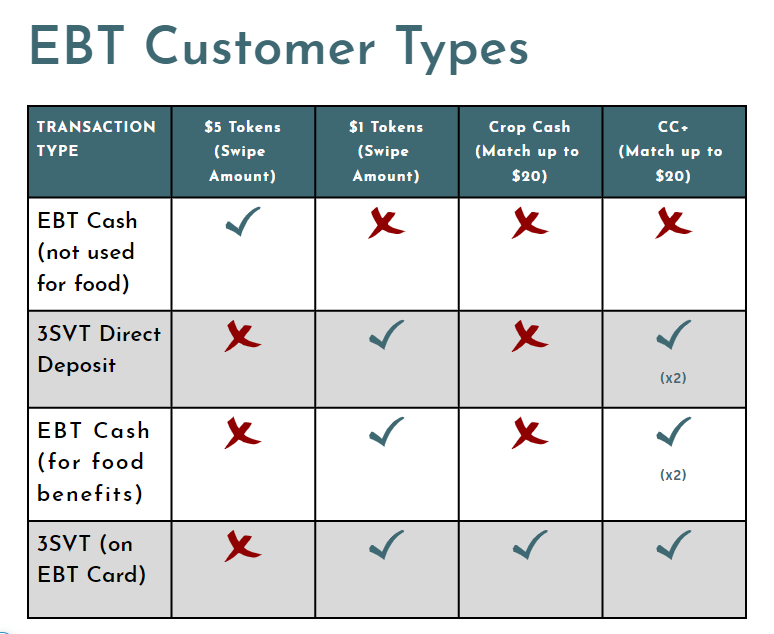 EBT Customer Types
TRANSACTION
TYPE
$5 Tokens
(Swipe
Amount)
$1 Tokens
(Swipe
Amount)
Crop Cash
(Match up to
$20)
CC+
(Match up to
$20)
EBT Cash
(not used
for food)
3SVT Direct
Deposit
(x2)
EBT Cash
(for food
benefits)
(x2)
3SVT (on
EBT Card)